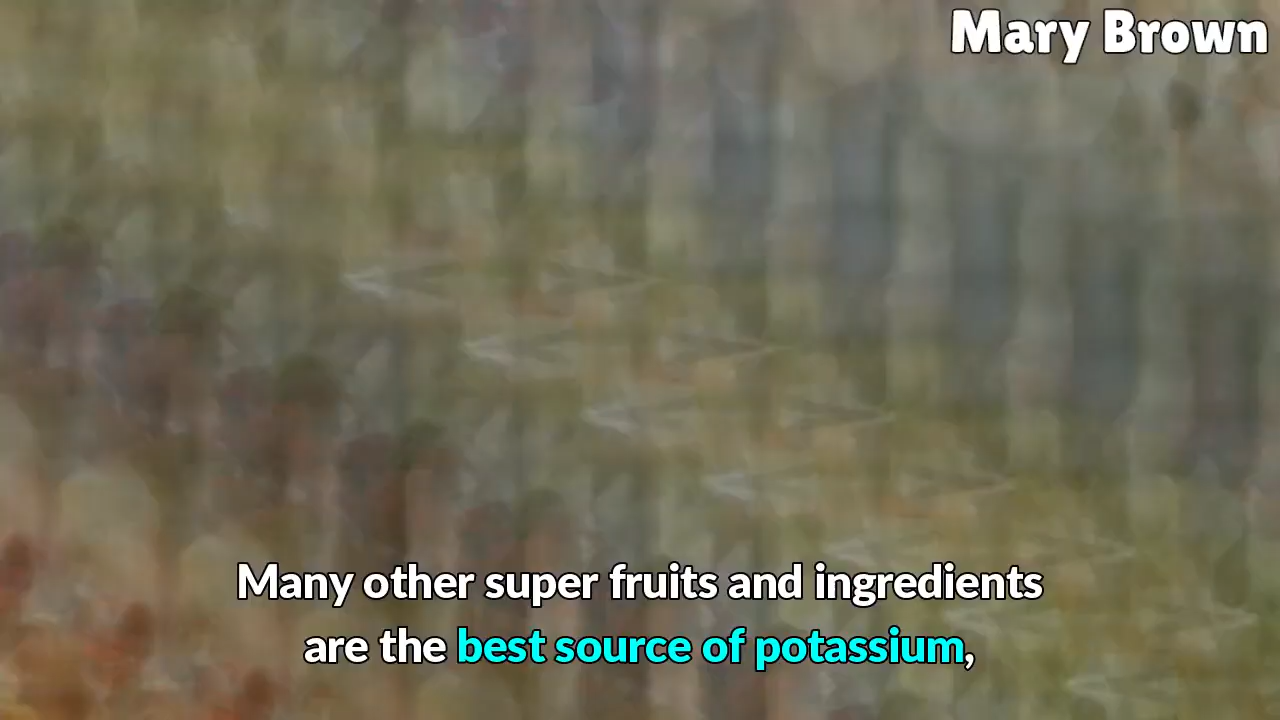 Mary Brown
Many other super fruits and ingredients
are the best source of potassium,